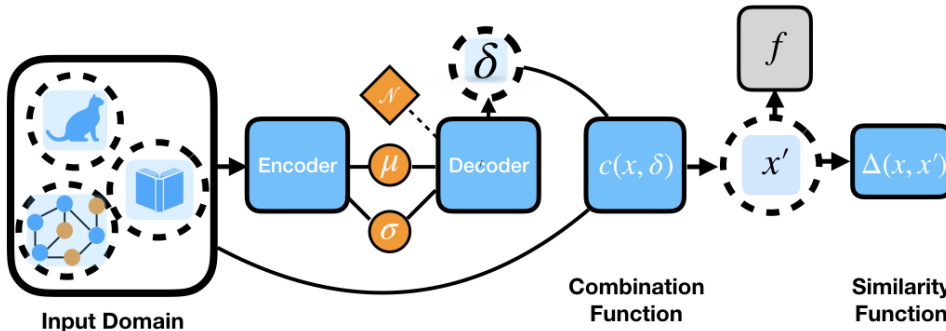 𝒩
δ
f
Encoder
μ
Decoder
σ
c(x, δ)
x′
Δ(x, x′)
Input Domain
Combination
Function
Similarity
Function